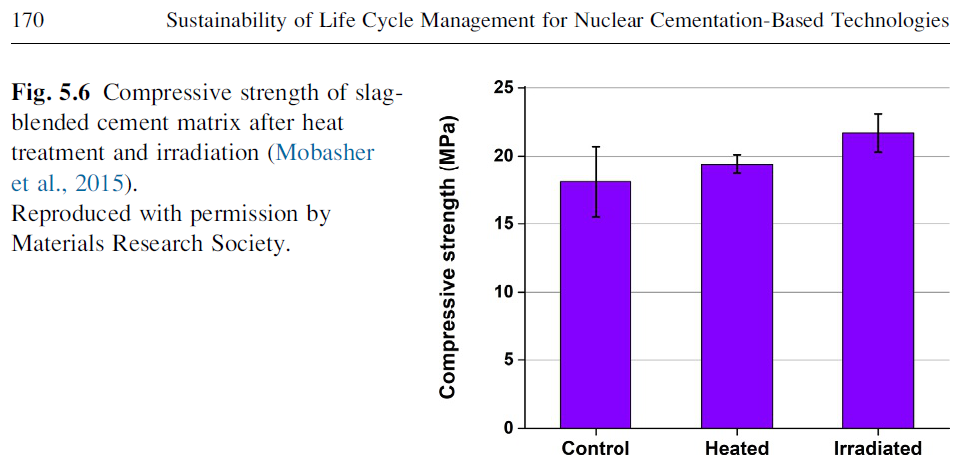 170 Sustainability of Life Cycle Management for Nuclear Cementation-Based Technologies
Fig. 5.6 Compressive strength of slag-
blended cement matrix after heat
treatment and irradiation (Mobasher
et al., 2015).
Reproduced with permission by
Materials Research Society.
Compressive strength (MPa)
25
20
15
10
5
0
Control Heated Irradiated